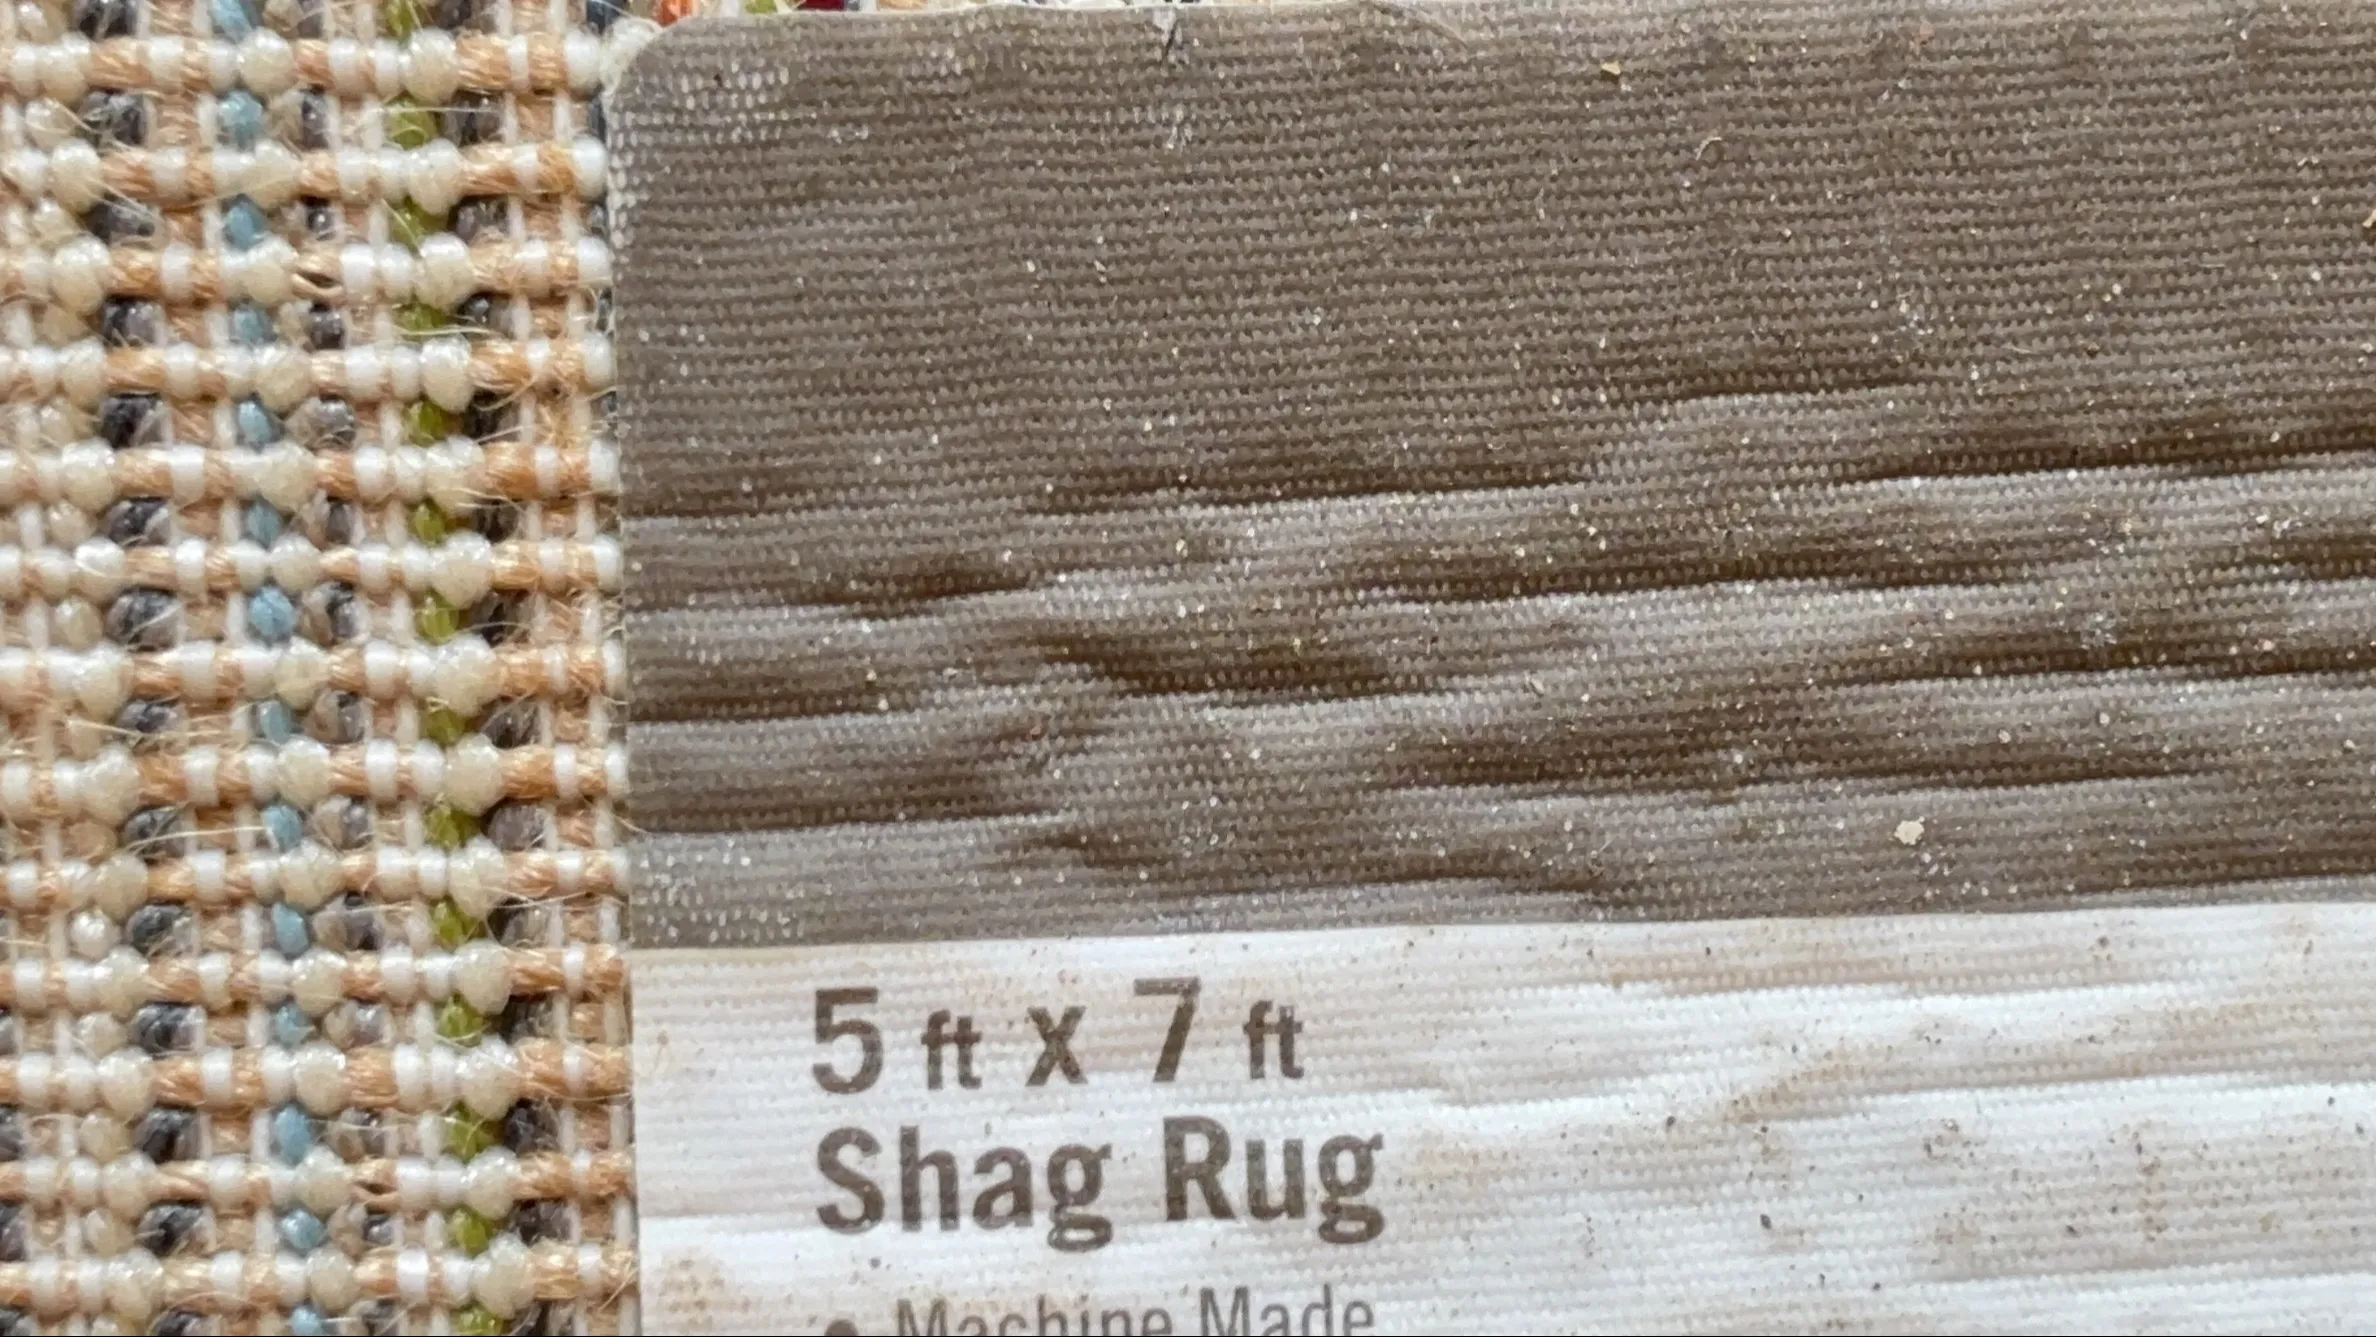 5 ft x 7 ft
Shag Rug
• Machine Made